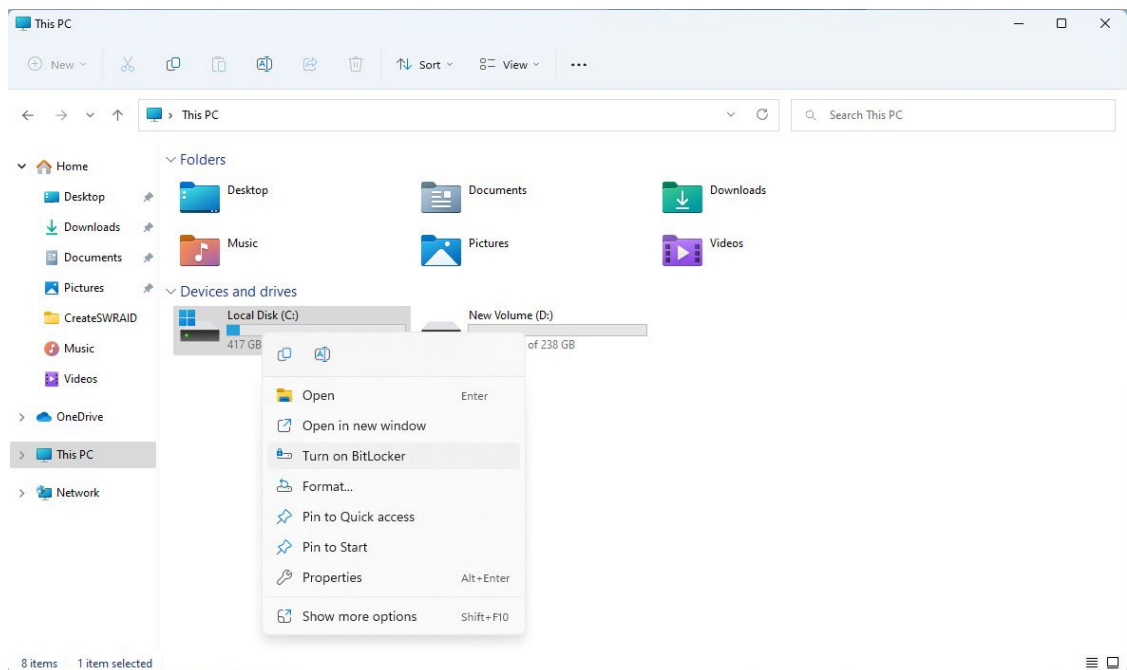 This PC
New
Sort
View
This PC
Search This PC
Home
Desktop
Downloads
Documents
Pictures
CreateSWRAID
Music
Videos
OneDrive
This PC
Network
Folders
Desktop
Documents
Downloads
Music
Pictures
Videos
Devices and drives
Local Disk (C:)
417 GB
New Volume (D:)
of 238 GB
Open Enter
Open in new window
Turn on BitLocker
Format...
Pin to Quick access
Pin to Start
Properties Alt+Enter
Show more options Shift+F10
8 items 1 item selected